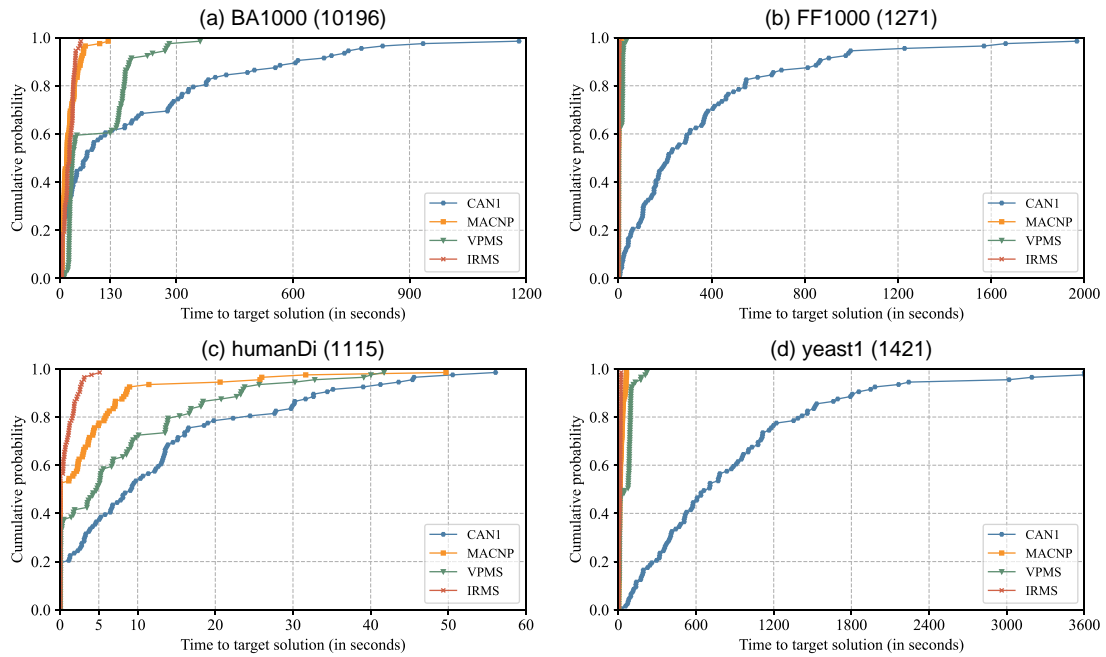 (a) BA1000 (10196)
1.0
0.8
0.6
0.4
0.2
0.0
Cumulative probability
CAN1
MACNP
VPMS
IRMS
0 130 300 600 900 1200
Time to target solution (in seconds)
(b) FF1000 (1271)
1.0
0.8
0.6
0.4
0.2
0.0
Cumulative probability
CAN1
MACNP
VPMS
IRMS
0 400 800 1200 1600 2000
Time to target solution (in seconds)
(c) humanDi (1115)
1.0
0.8
0.6
0.4
0.2
0.0
Cumulative probability
CAN1
MACNP
VPMS
IRMS
0 5 10 20 30 40 50 60
Time to target solution (in seconds)
(d) yeast1 (1421)
1.0
0.8
0.6
0.4
0.2
0.0
Cumulative probability
CAN1
MACNP
VPMS
IRMS
0 600 1200 1800 2400 3000 3600
Time to target solution (in seconds)